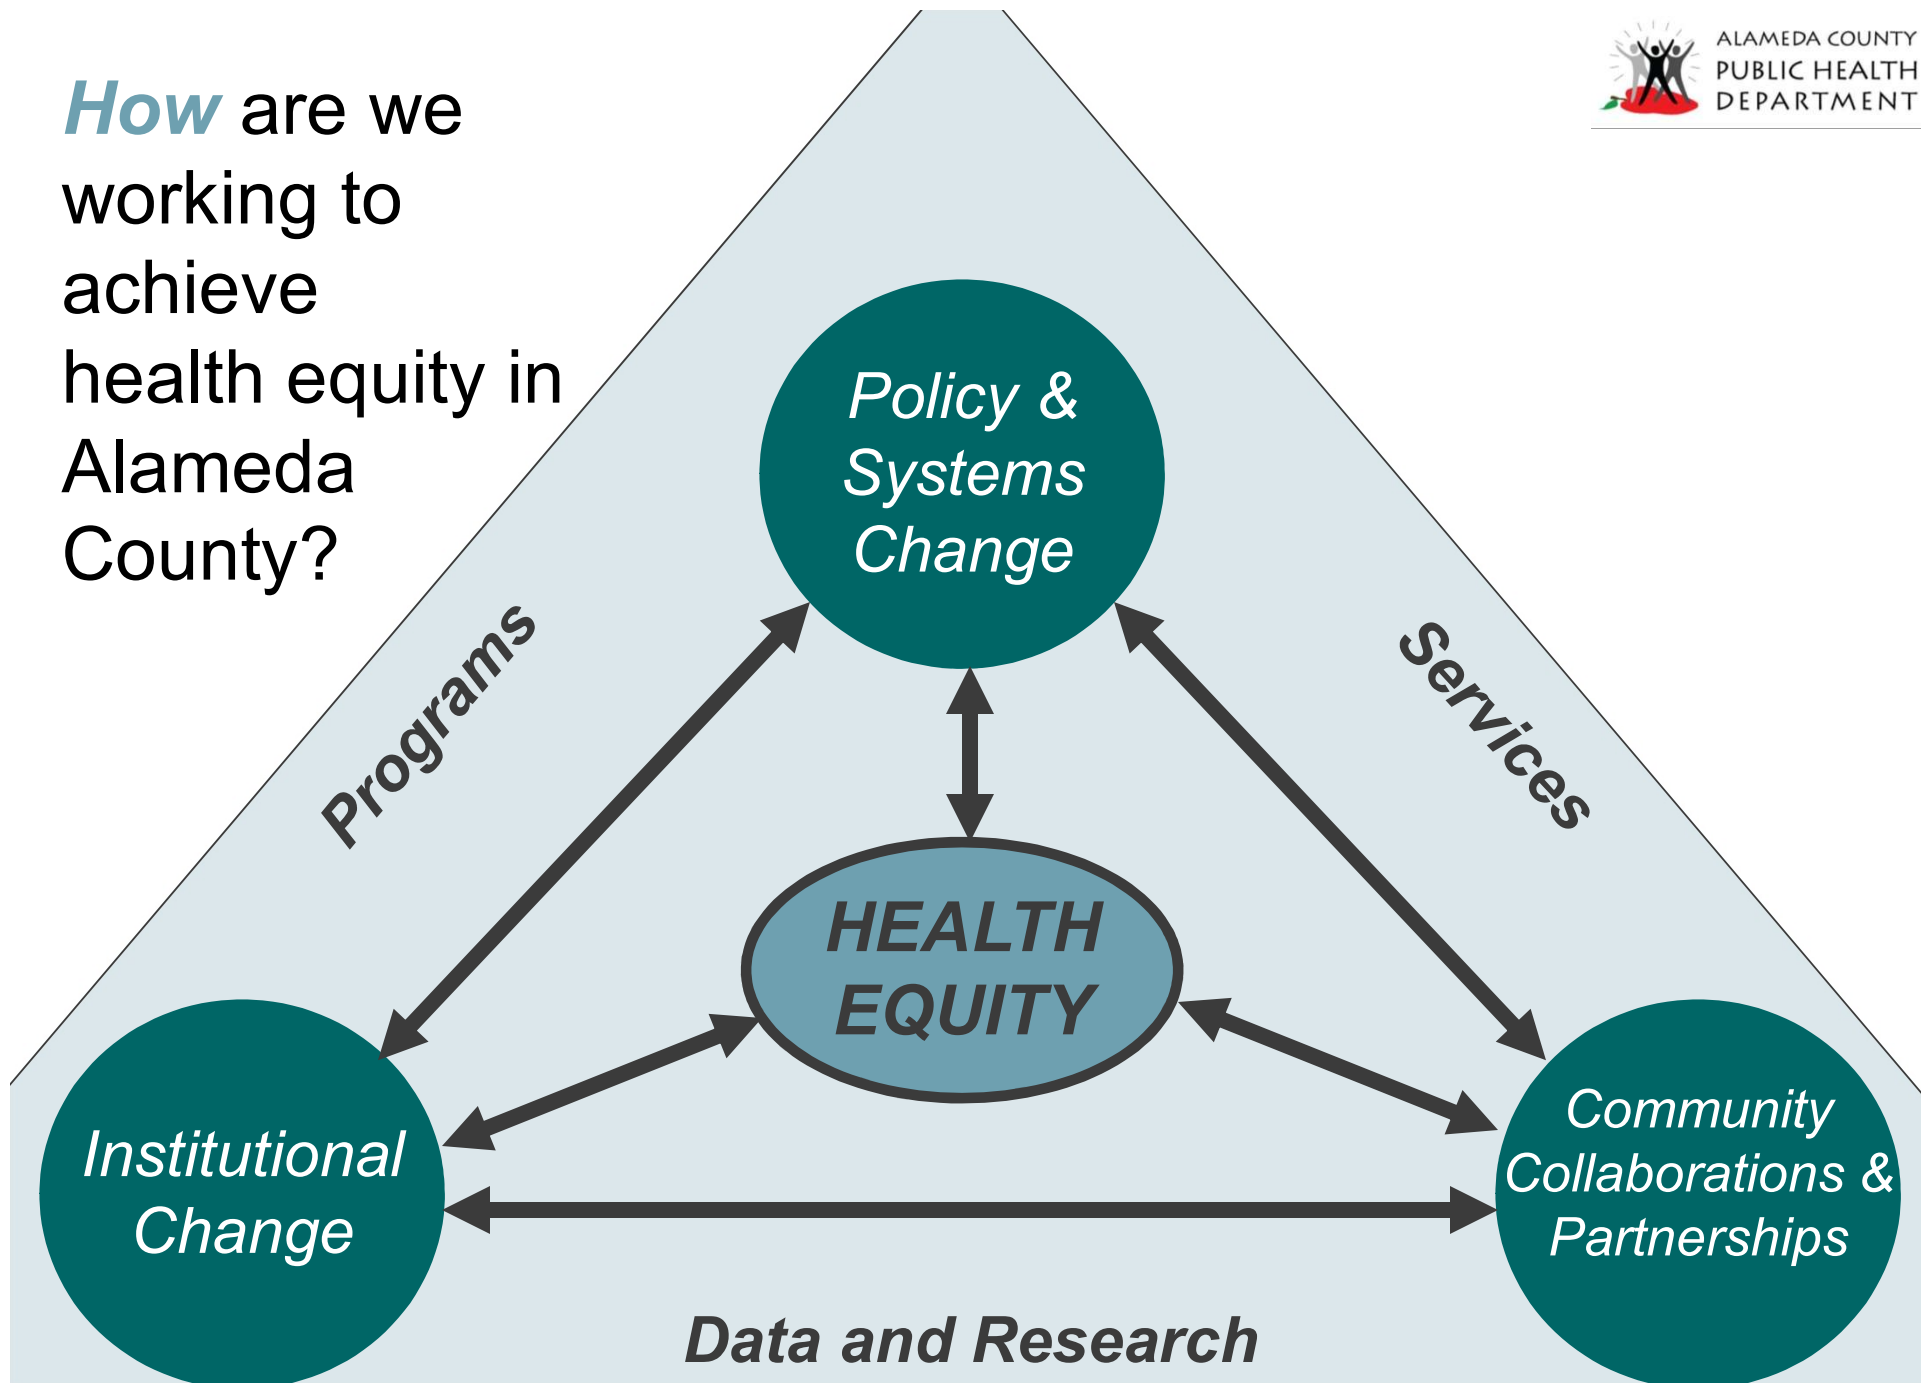 How are we
working to
achieve
health equity in
Alameda
County?
ALAMEDA COUNTY
PUBLIC HEALTH
DEPARTMENT
Policy &
Systems
Change
Programs
Services
HEALTH
EQUITY
Institutional
Change
Community
Collaborations &
Partnerships
Data and Research